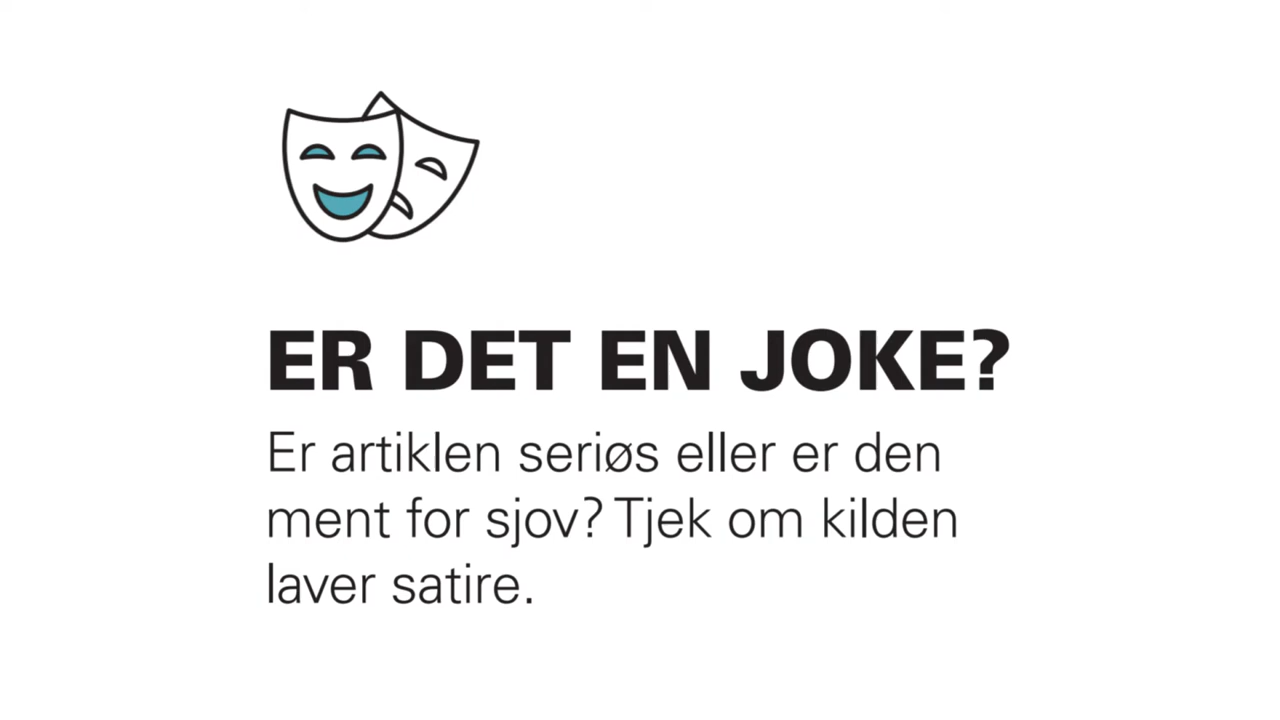 ER DET EN JOKE?
Er artiklen seriøs eller er den
ment for sjov? Tjek om kilden
laver satire.